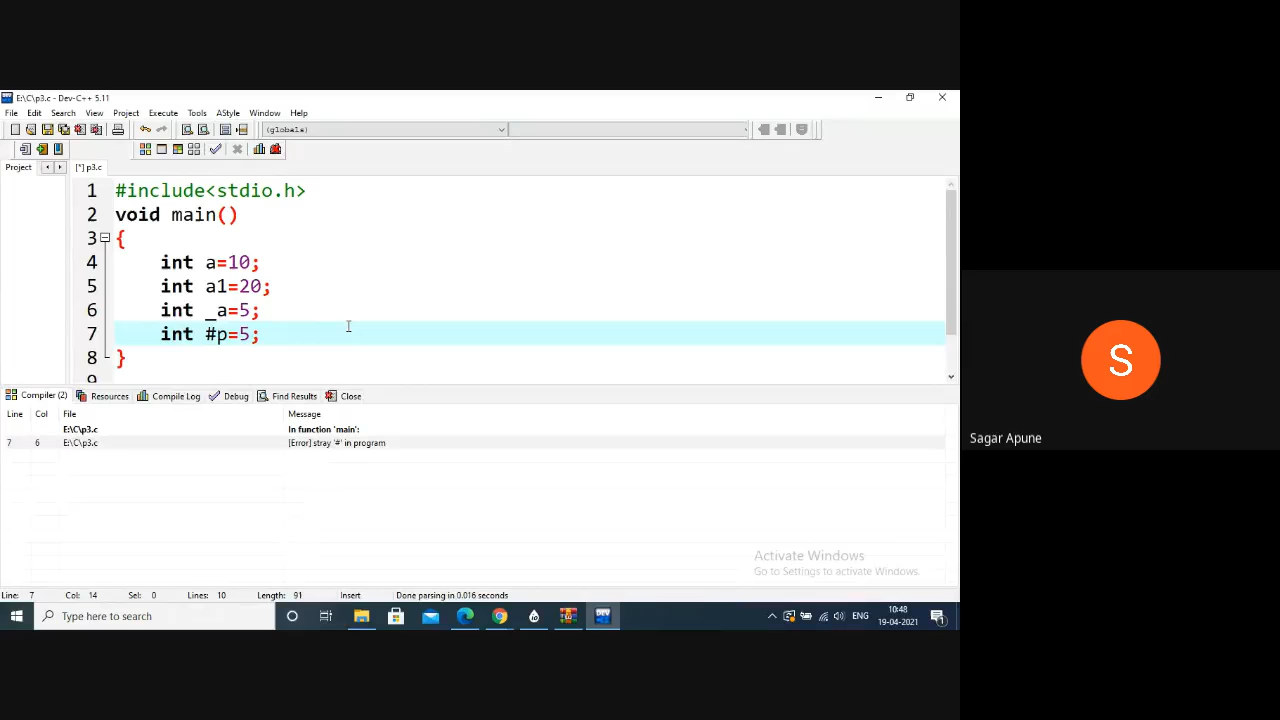 E:\C\p3.c - Dev-C++ 5.11
File Edit Search View Project Execute Tools AStyle Window Help
(globals)
Project [*] p3.c
1 #include<stdio.h>
2 void main()
3 {
4 int a=10;
5 int a1=20;
6 int _a=5;
7 int #p=5;
8 }
9
Compiler (2) Resources Compile Log Debug Find Results Close
Line Col File Message
E:\C\p3.c In function 'main':
7 6 E:\C\p3.c [Error] stray '#' in program
Activate Windows
Go to Settings to activate Windows.
Line: 7 Col: 14 Sel: 0 Lines: 10 Length: 91 Insert Done parsing in 0.016 seconds
Type here to search
ENG
10:48
19-04-2021
1
S
Sagar Apune